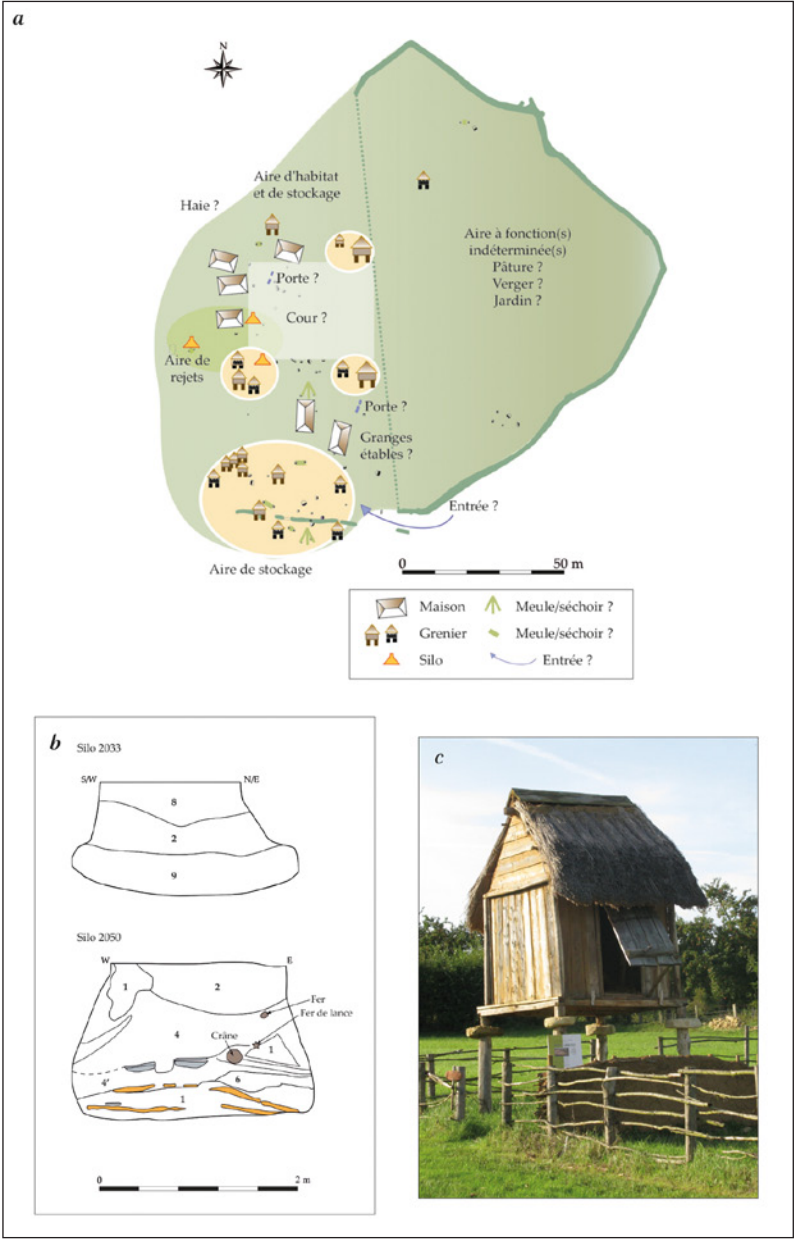 a
N
Aire d'habitat
et de stockage
Haie ?
Aire à fonction(s)
indéterminée(s)
Pâture ?
Verger ?
Jardin ?
Porte ?
Cour ?
Aire de
rejets
Porte ?
Granges
étables ?
Entrée ?
Aire de stockage
0 50 m
Maison Meule/séchoir ?
Grenier Meule/séchoir ?
Silo Entrée ?
b
Silo 2033
S/W N/E
8
2
9
Silo 2050
W E
1 2
Fer
Fer de lance
4
Crâne
1
4'
6
1
0 2 m
c